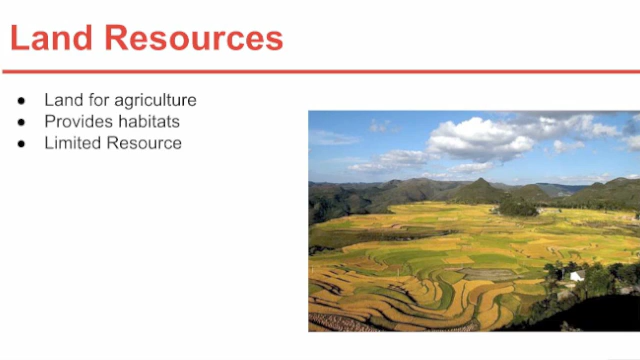 Land Resources
● Land for agriculture
● Provides habitats
● Limited Resource